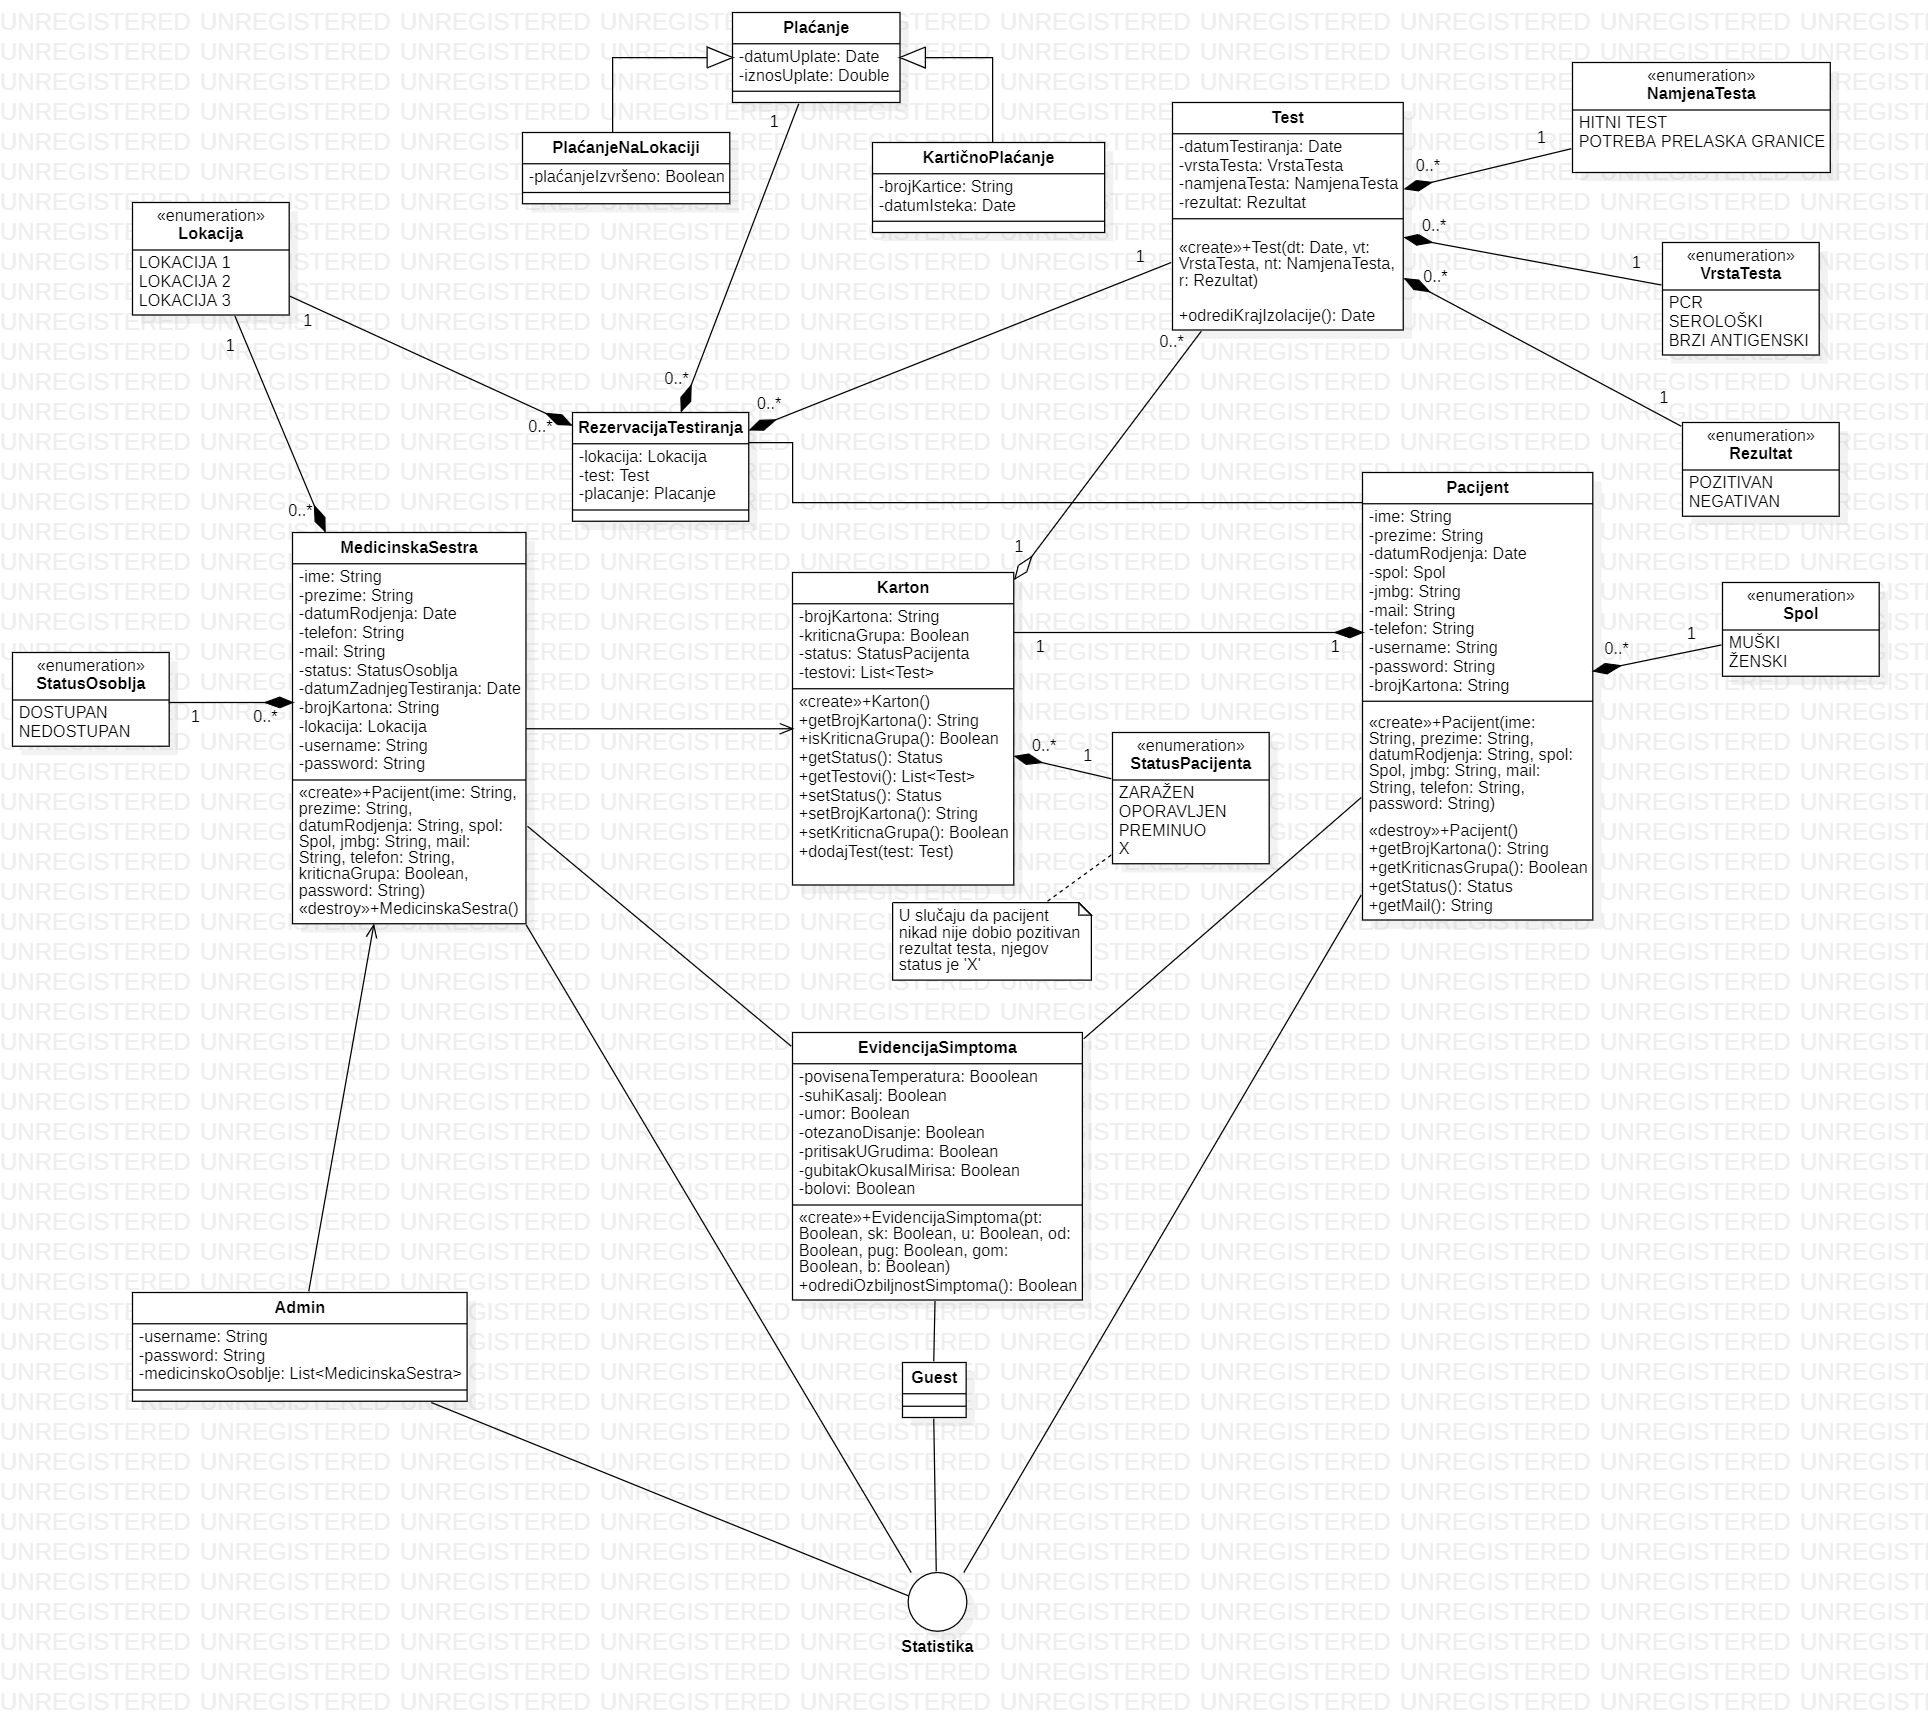 Plaćanje
-datumUplate: Date
-iznosUplate: Double
1
0..*
PlaćanjeNaLokaciji
-plaćanjeIzvršeno: Boolean
KartičnoPlaćanje
-brojKartice: String
-datumIsteka: Date
Test
-datumTestiranja: Date
-vrstaTesta: VrstaTesta
-namjenaTesta: NamjenaTesta
-rezultat: Rezultat
«create»+Test(dt: Date, vt:
VrstaTesta, nt: NamjenaTesta,
r: Rezultat)
+odrediKrajIzolacije(): Date
«enumeration»
NamjenaTesta
HITNI TEST
POTREBA PRELASKA GRANICE
1
0..*
«enumeration»
VrstaTesta
PCR
SEROLOŠKI
BRZI ANTIGENSKI
0..*
1
0..*
1
«enumeration»
Rezultat
POZITIVAN
NEGATIVAN
«enumeration»
Lokacija
LOKACIJA 1
LOKACIJA 2
LOKACIJA 3
1
0..*
1
0..*
1
0..*
RezervacijaTestiranja
-lokacija: Lokacija
-test: Test
-placanje: Placanje
0..*
1
MedicinskaSestra
-ime: String
-prezime: String
-datumRodjenja: Date
-telefon: String
-mail: String
-status: StatusOsoblja
-datumZadnjegTestiranja: Date
-brojKartona: String
-lokacija: Lokacija
-username: String
-password: String
«create»+Pacijent(ime: String,
prezime: String,
datumRodjenja: String, spol:
Spol, jmbg: String, mail:
String, telefon: String,
kriticnaGrupa: Boolean,
password: String)
«destroy»+MedicinskaSestra()
«enumeration»
StatusOsoblja
DOSTUPAN
NEDOSTUPAN
1
0..*
Karton
-brojKartona: String
-kriticnaGrupa: Boolean
-status: StatusPacijenta
-testovi: List<Test>
«create»+Karton()
+getBrojKartona(): String
+isKriticnaGrupa(): Boolean
+getStatus(): Status
+getTestovi(): List<Test>
+setStatus(): Status
+setBrojKartona(): String
+setKriticnaGrupa(): Boolean
+dodajTest(test: Test)
1
1
0..*
1
«enumeration»
StatusPacijenta
ZARAŽEN
OPORAVLJEN
PREMINUO
X
U slučaju da pacijent
nikad nije dobio pozitivan
rezultat testa, njegov
status je 'X'
Pacijent
-ime: String
-prezime: String
-datumRodjenja: Date
-spol: Spol
-jmbg: String
-mail: String
-telefon: String
-username: String
-password: String
-brojKartona: String
«create»+Pacijent(ime:
String, prezime: String,
datumRodjenja: String, spol:
Spol, jmbg: String, mail:
String, telefon: String,
password: String)
«destroy»+Pacijent()
+getBrojKartona(): String
+getKriticnasGrupa(): Boolean
+getStatus(): Status
+getMail(): String
0..*
1
«enumeration»
Spol
MUŠKI
ŽENSKI
EvidencijaSimptoma
-povisenaTemperatura: Booolean
-suhiKasalj: Boolean
-umor: Boolean
-otezanoDisanje: Boolean
-pritisakUGrudima: Boolean
-gubitakOkusaIMirisa: Boolean
-bolovi: Boolean
«create»+EvidencijaSimptoma(pt:
Boolean, sk: Boolean, u: Boolean, od:
Boolean, pug: Boolean, gom:
Boolean, b: Boolean)
+odrediOzbiljnostSimptoma(): Boolean
Admin
-username: String
-password: String
-medicinskoOsoblje: List<MedicinskaSestra>
Guest
Statistika